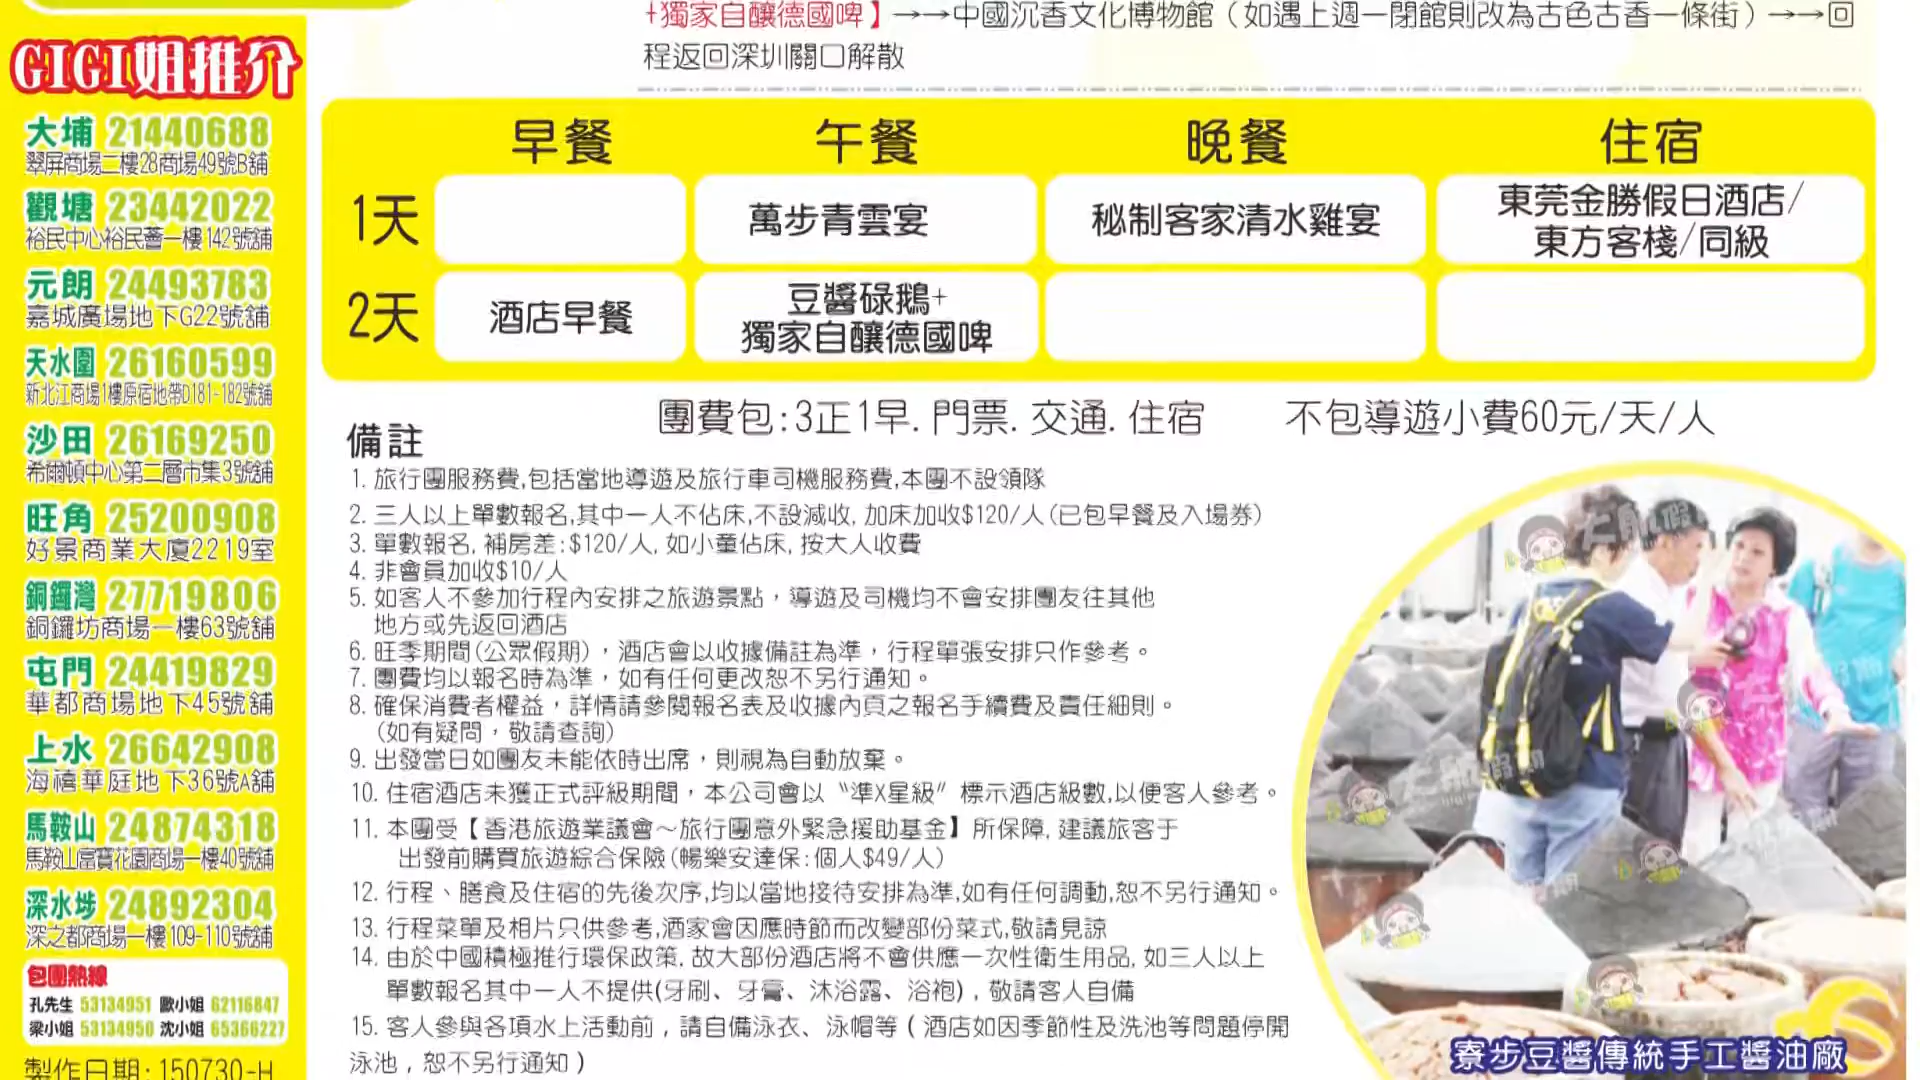 GIGI姐推介
大埔 21440688
翠屏商場二樓28商場49號B舖
觀塘 23442022
裕民中心裕民薈一樓142號舖
元朗 24493783
嘉城廣場地下G22號舖
天水圍 26160599
新北江商場1樓原宿地帶D181-182號舖
沙田 26169250
希爾頓中心第二層市集3號舖
旺角 25200908
好景商業大廈2219室
銅鑼灣 27719806
銅鑼坊商場一樓63號舖
屯門 24419829
華都商場地下45號舖
上水 26642908
海禧華庭地下36號A舖
馬鞍山 24874318
馬鞍山富寶花園商場一樓40號舖
深水埗 24892304
深之都商場一樓109-110號舖
包團熱線
孔先生 53134951 歐小姐 62116847
梁小姐 53134950 沈小姐 65366227
製作日期: 150730-H
+獨家自釀德國啤】→→中國沉香文化博物館（如遇上週一閉館則改為古色古香一條街）→→回
程返回深圳關口解散
早餐 午餐 晚餐 住宿
1天 萬步青雲宴 秘制客家清水雞宴 東莞金勝假日酒店/
東方客棧/同級
2天 酒店早餐 豆醬碌鵝+
獨家自釀德國啤
團費包:3正1早. 門票. 交通. 住宿 不包導遊小費60元/天/人
備註
1. 旅行團服務費,包括當地導遊及旅行車司機服務費,本團不設領隊
2. 三人以上單數報名,其中一人不佔床,不設減收, 加床加收$120/人(已包早餐及入場券)
3. 單數報名, 補房差:$120/人, 如小童佔床, 按大人收費
4. 非會員加收$10/人
5. 如客人不參加行程內安排之旅遊景點，導遊及司機均不會安排團友往其他
地方或先返回酒店
6. 旺季期間(公眾假期)，酒店會以收據備註為準，行程單張安排只作參考。
7. 團費均以報名時為準，如有任何更改恕不另行通知。
8. 確保消費者權益，詳情請參閱報名表及收據內頁之報名手續費及責任細則。
(如有疑問，敬請查詢)
9. 出發當日如團友未能依時出席，則視為自動放棄。
10. 住宿酒店未獲正式評級期間，本公司會以〝準X星級〞標示酒店級數,以便客人參考。
11. 本團受【香港旅遊業議會～旅行團意外緊急援助基金】所保障, 建議旅客于
出發前購買旅遊綜合保險(暢樂安達保:個人$49/人)
12. 行程、膳食及住宿的先後次序,均以當地接待安排為準,如有任何調動,恕不另行通知。
13. 行程菜單及相片只供參考,酒家會因應時節而改變部份菜式,敬請見諒
14. 由於中國積極推行環保政策, 故大部份酒店將不會供應一次性衛生用品, 如三人以上
單數報名其中一人不提供(牙刷、牙膏、沐浴露、浴袍)，敬請客人自備
15. 客人參與各項水上活動前，請自備泳衣、泳帽等（酒店如因季節性及洗池等問題停開
泳池，恕不另行通知）
寮步豆醬傳統手工醬油廠